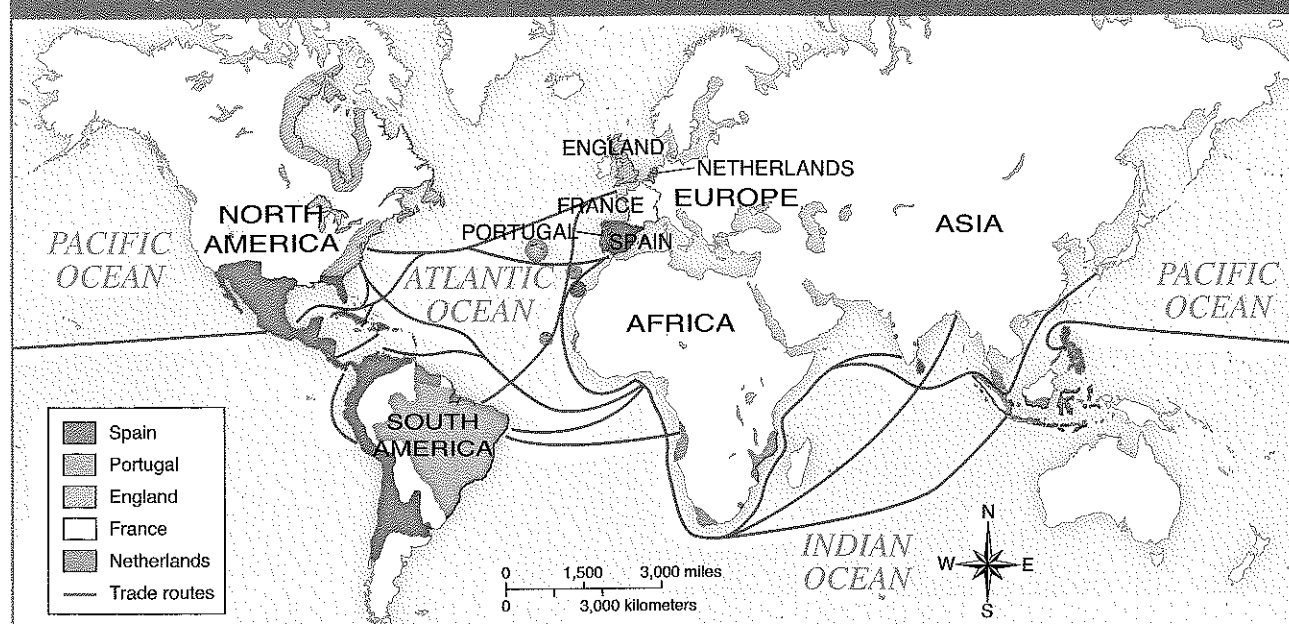 ENGLAND
NETHERLANDS
FRANCE
EUROPE
NORTH
AMERICA
PORTUGAL
SPAIN
ASIA
PACIFIC
OCEAN
ATLANTIC
OCEAN
PACIFIC
OCEAN
AFRICA
SOUTH
AMERICA
Spain
Portugal
England
France
Netherlands
Trade routes
0 1,500 3,000 miles
0 3,000 kilometers
INDIAN
OCEAN
N
W E
S